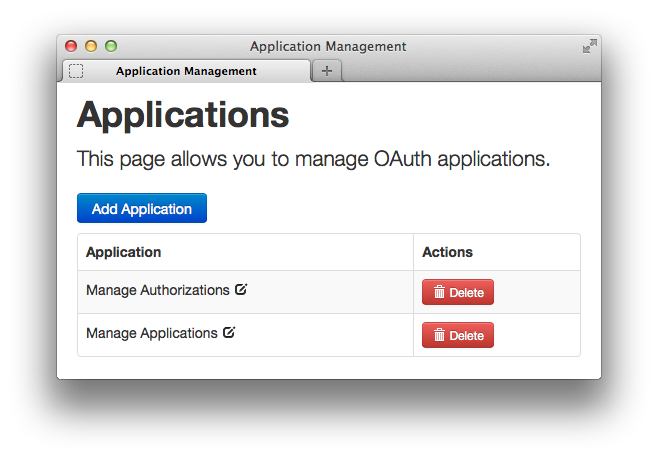 Application Management
Application Management
Applications
This page allows you to manage OAuth applications.
Add Application
Application Actions
Manage Authorizations Delete
Manage Applications Delete